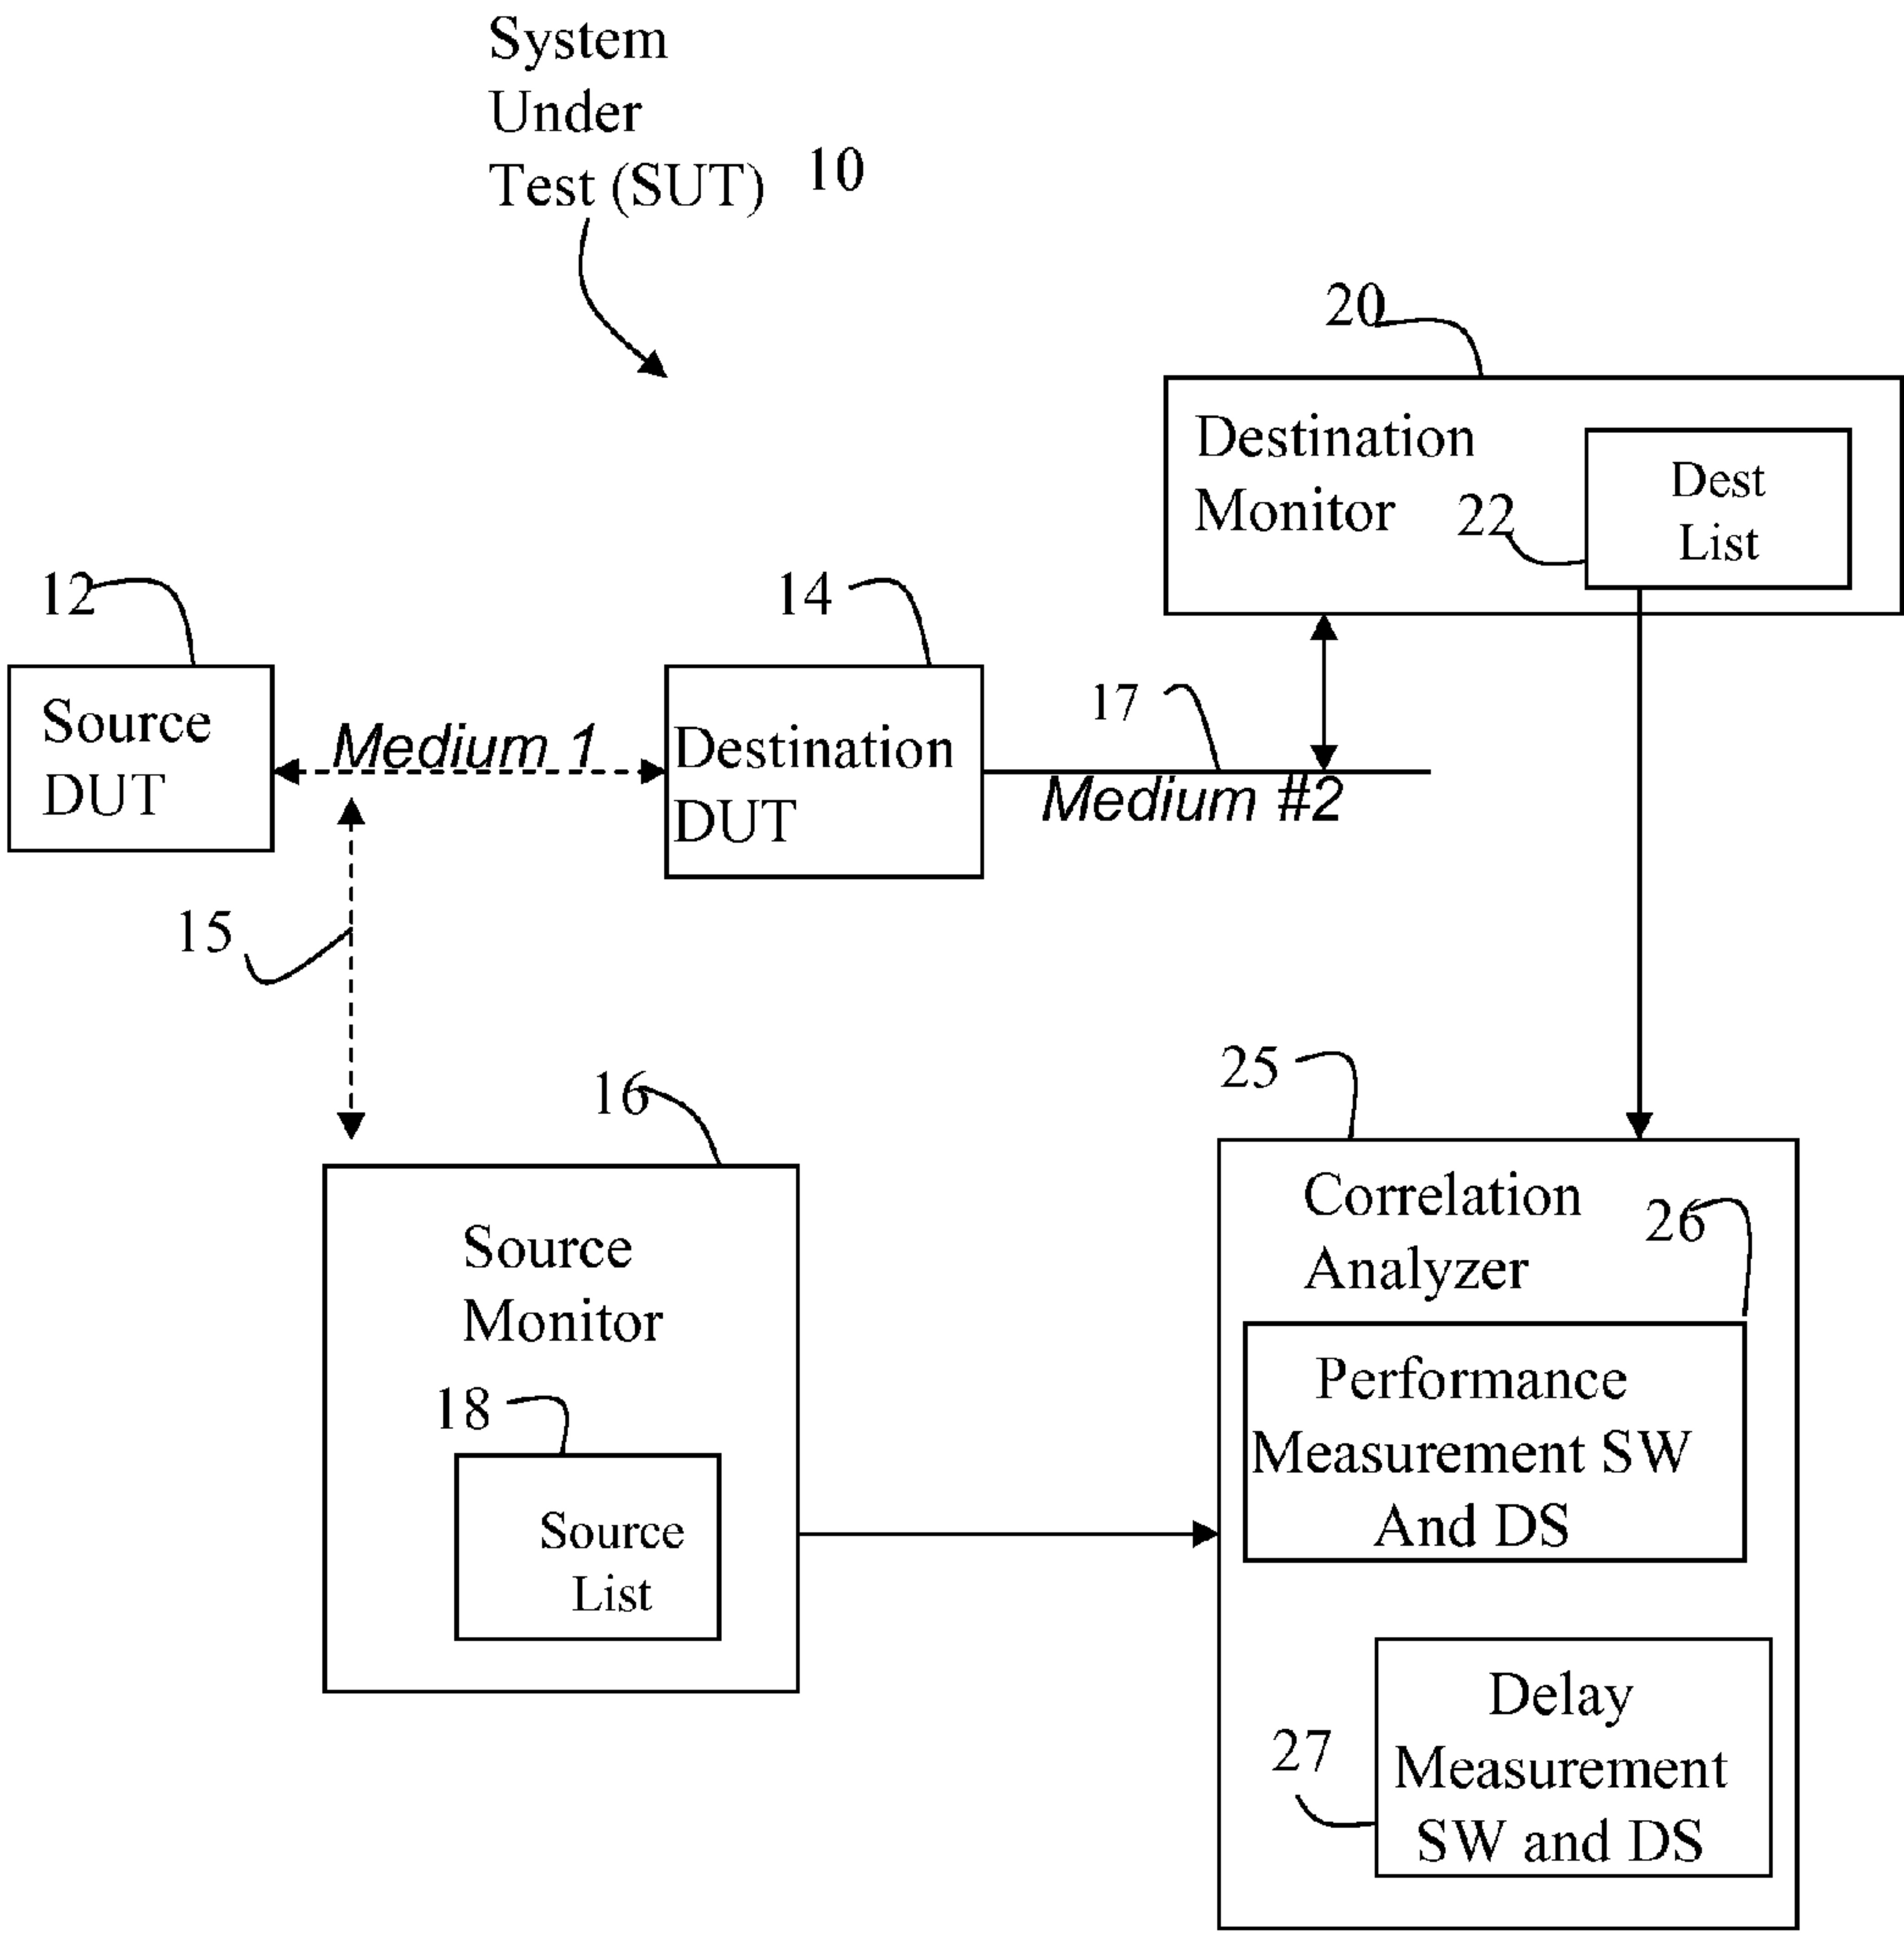 System
Under
Test (SUT) 10
20
Destination
Monitor
22
Dest
List
12
14
Source
DUT
Medium 1
Destination
DUT
17
Medium #2
15
16
25
Source
Monitor
18
Source
List
Correlation
Analyzer
26
Performance
Measurement SW
And DS
27
Delay
Measurement
SW and DS